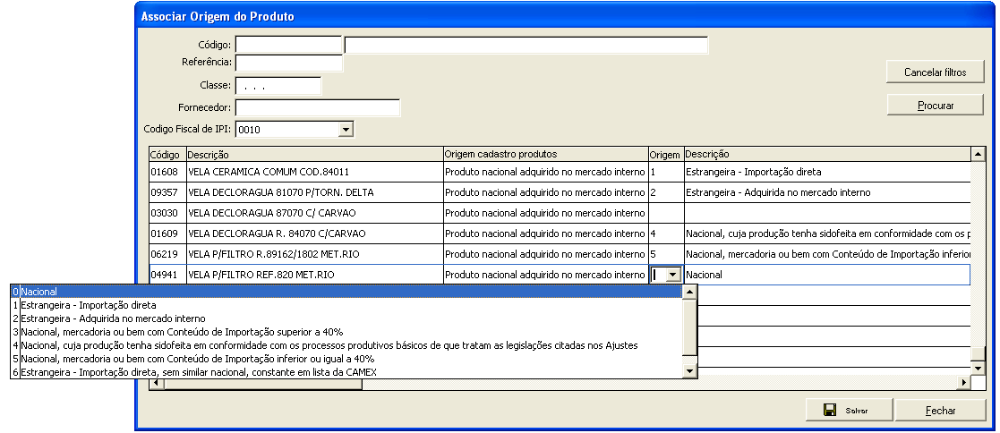 Associar Origem do Produto
Código:
Referência:
Classe: . . .
Fornecedor:
Codigo Fiscal de IPI: 0010
Cancelar filtros
Procurar
Código Descrição Origem cadastro produtos Origem Descrição
01608 VELA CERAMICA COMUM COD.84011 Produto nacional adquirido no mercado interno 1 Estrangeira - Importação direta
09357 VELA DECLORAGUA 81070 P/TORN. DELTA Produto nacional adquirido no mercado interno 2 Estrangeira - Adquirida no mercado interno
03030 VELA DECLORAGUA 87070 C/ CARVAO Produto nacional adquirido no mercado interno
01609 VELA DECLORAGUA R. 84070 C/CARVAO Produto nacional adquirido no mercado interno 4 Nacional, cuja produção tenha sidofeita em conformidade com os p
06219 VELA P/FILTRO R.89162/1802 MET.RIO Produto nacional adquirido no mercado interno 5 Nacional, mercadoria ou bem com Conteúdo de Importação inferior
04941 VELA P/FILTRO REF.820 MET.RIO Produto nacional adquirido no mercado interno Nacional
0 Nacional
1 Estrangeira - Importação direta
2 Estrangeira - Adquirida no mercado interno
3 Nacional, mercadoria ou bem com Conteúdo de Importação superior a 40%
4 Nacional, cuja produção tenha sidofeita em conformidade com os processos produtivos básicos de que tratam as legislações citadas nos Ajustes
5 Nacional, mercadoria ou bem com Conteúdo de Importação inferior ou igual a 40%
6 Estrangeira - Importação direta, sem similar nacional, constante em lista da CAMEX
Salvar
Fechar